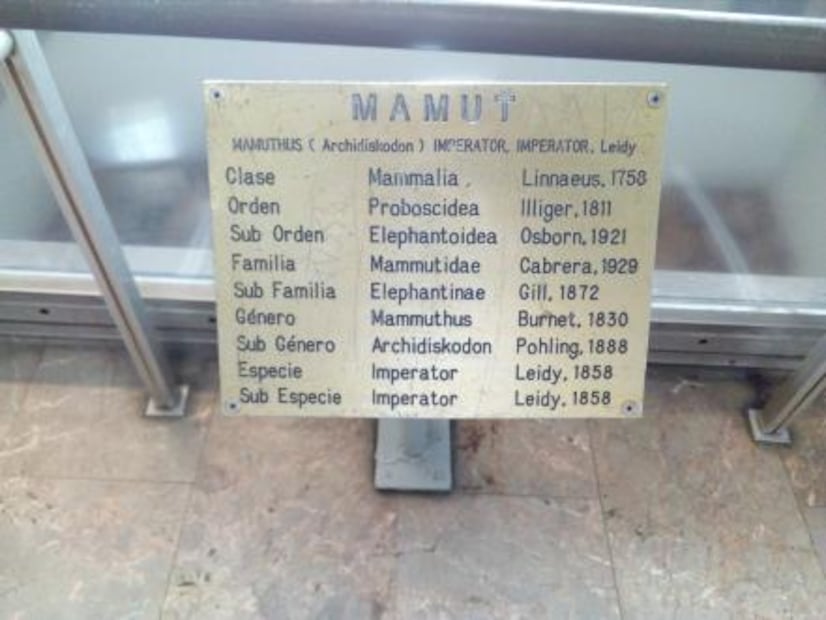 MAMUT
MAMUTHUS ( Archidiskodon ) IMPERATOR, IMPERATOR, Leidy
Clase Mammalia, Linnaeus, 1758
Orden Proboscidea Illiger, 1811
Sub Orden Elephantoidea Osborn, 1921
Familia Mammutidae Cabrera, 1929
Sub Familia Elephantinae Gill, 1872
Género Mammuthus Burnet, 1830
Sub Género Archidiskodon Pohling, 1888
Especie Imperator Leidy, 1858
Sub Especie Imperator Leidy, 1858